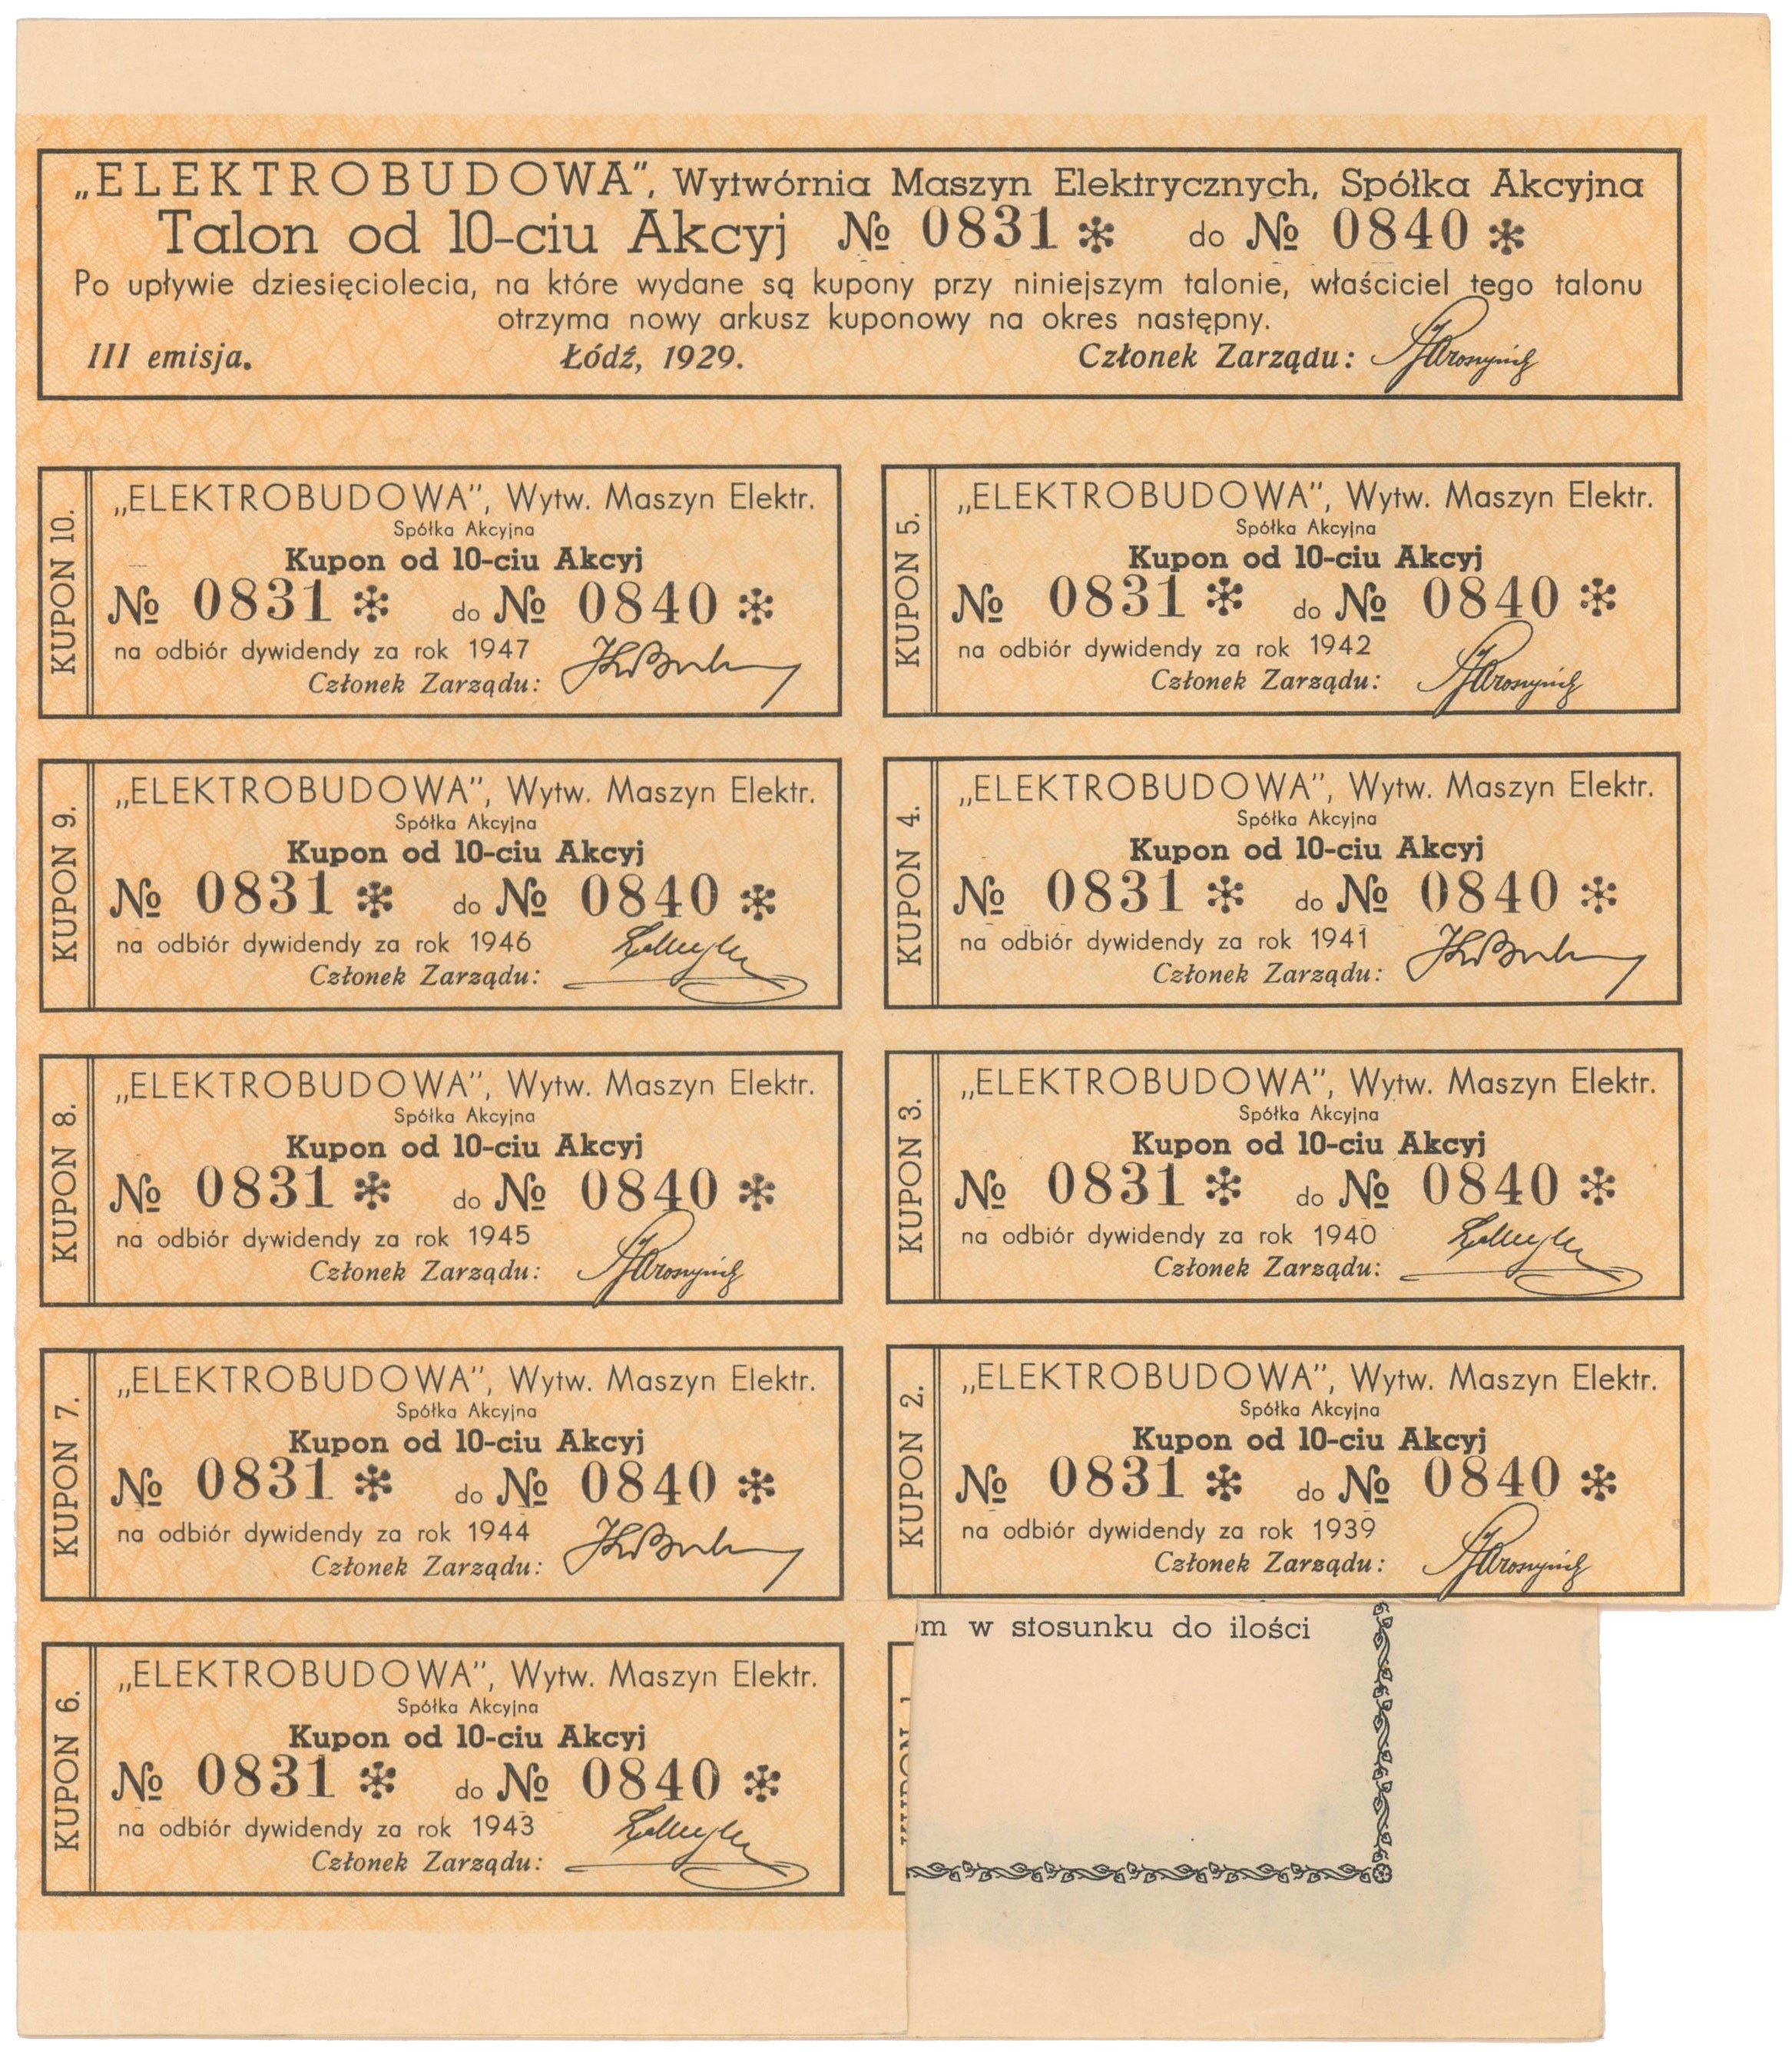 „ELEKTROBUDOWA”, Wytwórnia Maszyn Elektrycznych, Spółka Akcyjna
Talon od 10-ciu Akcyj № 0831 * do № 0840 *
Po upływie dziesięciolecia, na które wydane są kupony przy niniejszym talonie, właściciel tego talonu
otrzyma nowy arkusz kuponowy na okres następny.
III emisja. Łódź, 1929. Członek Zarządu:
KUPON 10.
„ELEKTROBUDOWA”, Wytw. Maszyn Elektr.
Spółka Akcyjna
Kupon od 10-ciu Akcyj
№ 0831 * do № 0840 *
na odbiór dywidendy za rok 1947
Członek Zarządu:
KUPON 9.
„ELEKTROBUDOWA”, Wytw. Maszyn Elektr.
Spółka Akcyjna
Kupon od 10-ciu Akcyj
№ 0831 * do № 0840 *
na odbiór dywidendy za rok 1946
Członek Zarządu:
KUPON 8.
„ELEKTROBUDOWA”, Wytw. Maszyn Elektr.
Spółka Akcyjna
Kupon od 10-ciu Akcyj
№ 0831 * do № 0840 *
na odbiór dywidendy za rok 1945
Członek Zarządu:
KUPON 7.
„ELEKTROBUDOWA”, Wytw. Maszyn Elektr.
Spółka Akcyjna
Kupon od 10-ciu Akcyj
№ 0831 * do № 0840 *
na odbiór dywidendy za rok 1944
Członek Zarządu:
KUPON 6.
„ELEKTROBUDOWA”, Wytw. Maszyn Elektr.
Spółka Akcyjna
Kupon od 10-ciu Akcyj
№ 0831 * do № 0840 *
na odbiór dywidendy za rok 1943
Członek Zarządu:
KUPON 5.
„ELEKTROBUDOWA”, Wytw. Maszyn Elektr.
Spółka Akcyjna
Kupon od 10-ciu Akcyj
№ 0831 * do № 0840 *
na odbiór dywidendy za rok 1942
Członek Zarządu:
KUPON 4.
„ELEKTROBUDOWA”, Wytw. Maszyn Elektr.
Spółka Akcyjna
Kupon od 10-ciu Akcyj
№ 0831 * do № 0840 *
na odbiór dywidendy za rok 1941
Członek Zarządu:
KUPON 3.
„ELEKTROBUDOWA”, Wytw. Maszyn Elektr.
Spółka Akcyjna
Kupon od 10-ciu Akcyj
№ 0831 * do № 0840 *
na odbiór dywidendy za rok 1940
Członek Zarządu:
KUPON 2.
„ELEKTROBUDOWA”, Wytw. Maszyn Elektr.
Spółka Akcyjna
Kupon od 10-ciu Akcyj
№ 0831 * do № 0840 *
na odbiór dywidendy za rok 1939
Członek Zarządu:
m w stosunku do ilości